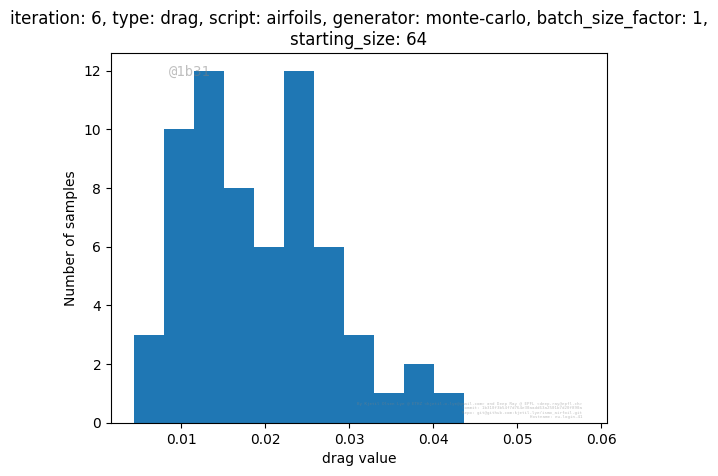 iteration: 6, type: drag, script: airfoils, generator: monte-carlo, batch_size_factor: 1,
starting_size: 64
@1b31
12
10
8
6
4
2
0
Number of samples
0.01 0.02 0.03 0.04 0.05 0.06
drag value